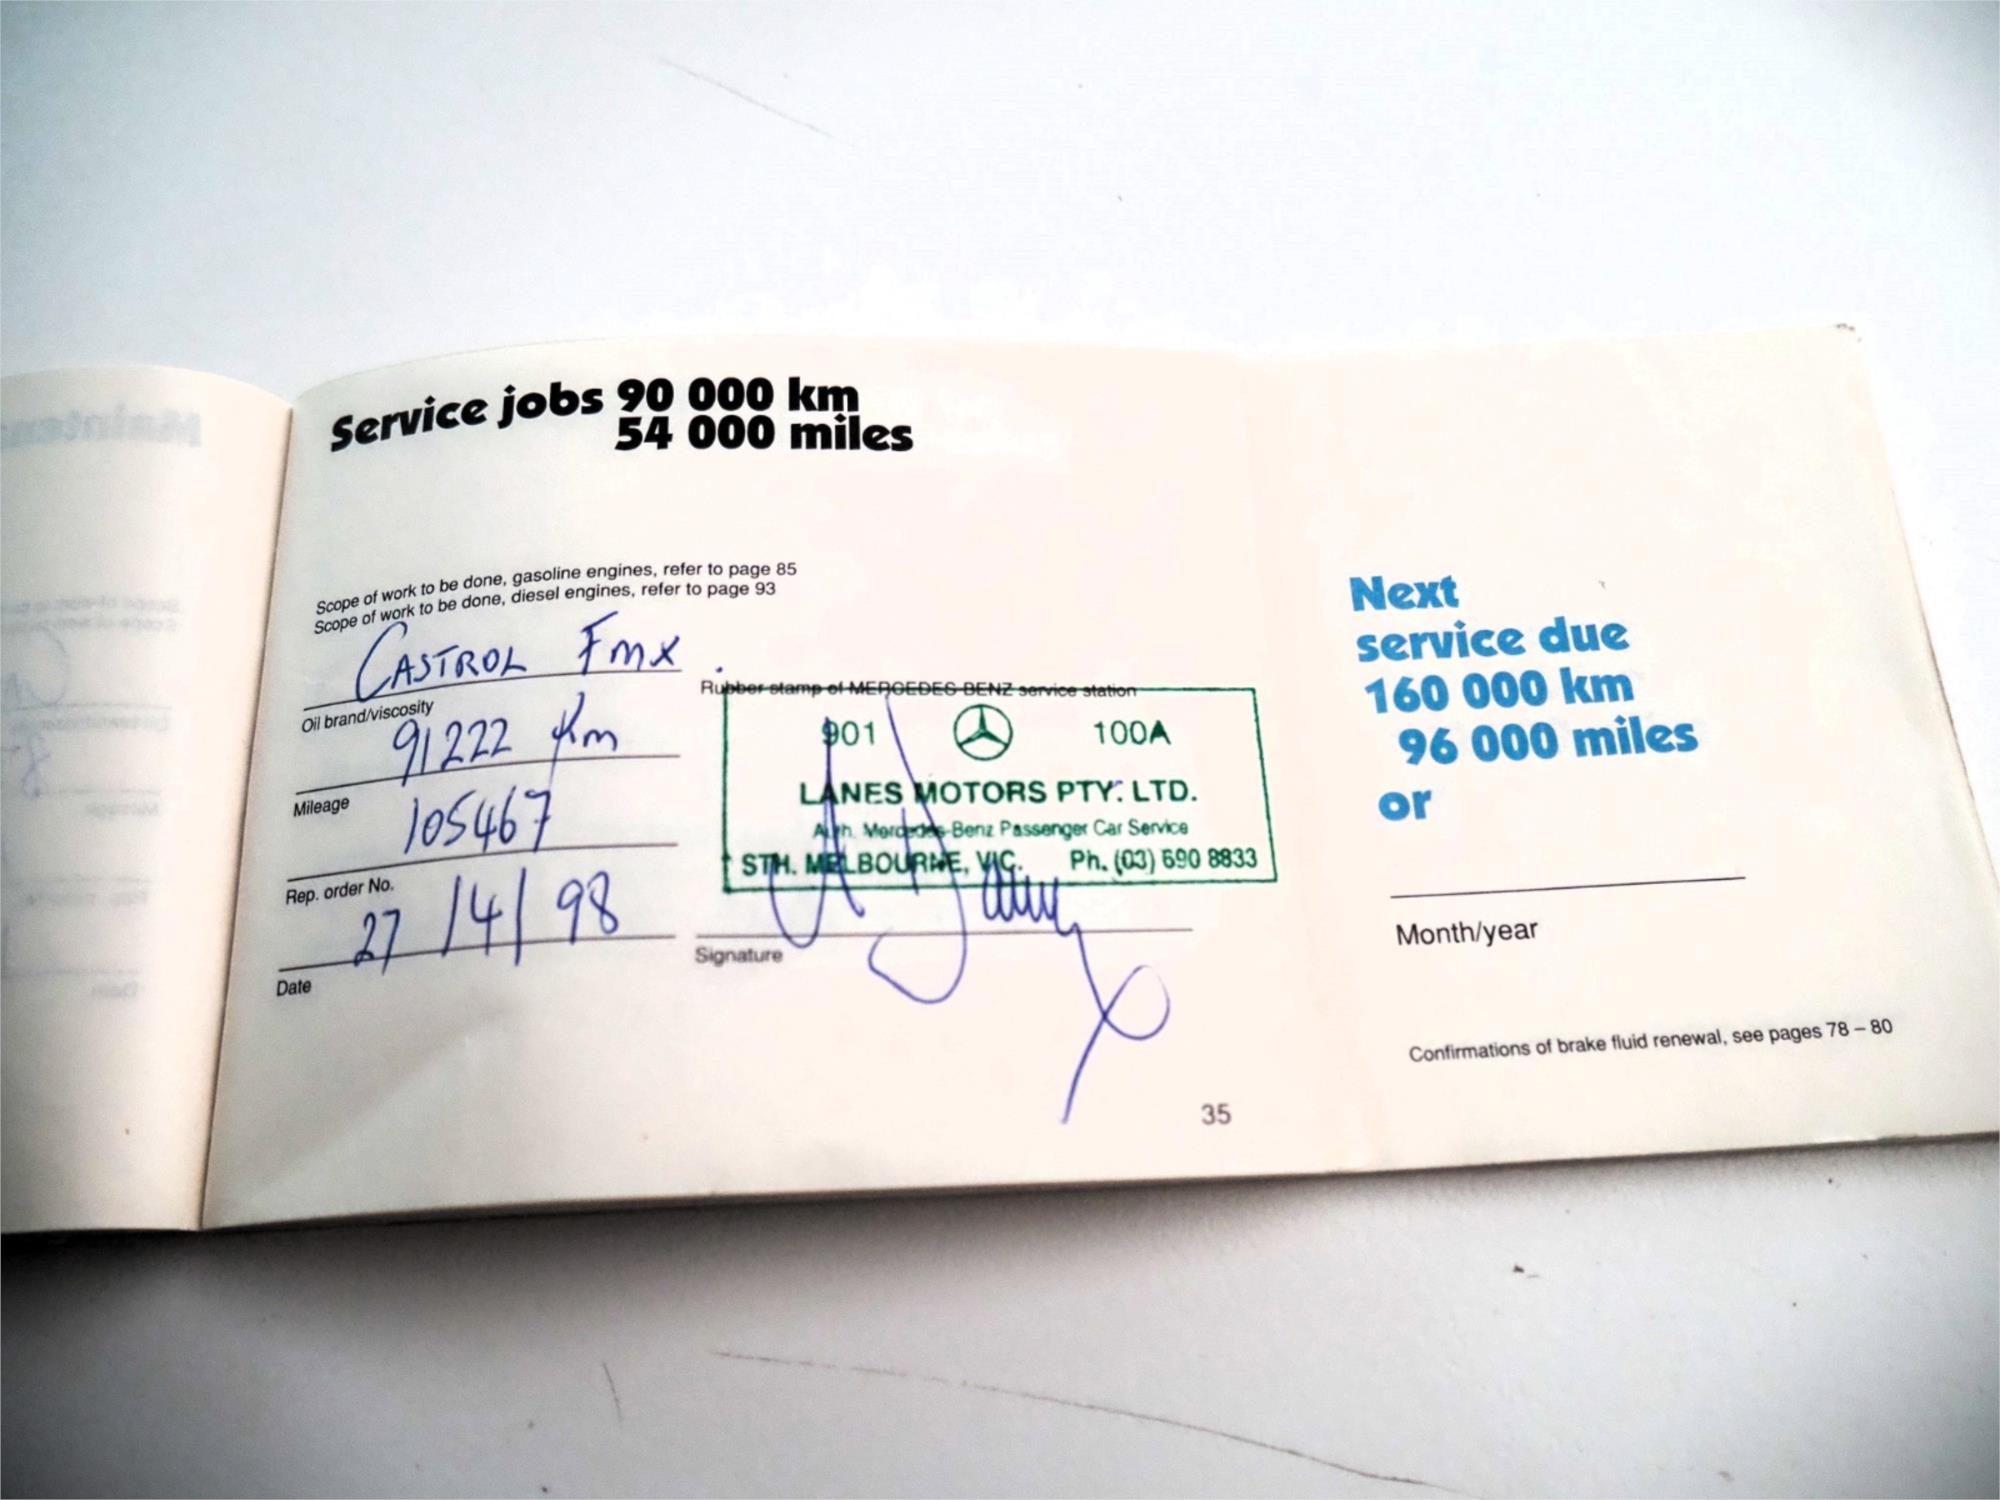 Service jobs 90 000 km
54 000 miles
Scope of work to be done, gasoline engines, refer to page 85
Scope of work to be done, diesel engines, refer to page 93
CASTROL FMX
Oil brand/viscosity
91222 Km
Mileage
105467
Rep. order No.
27/4/98
Date
Rubber stamp of MERCEDES-BENZ service station
901 100A
LANES MOTORS PTY. LTD.
Auth. Mercedes-Benz Passenger Car Service
STH. MELBOURNE, VIC. Ph. (03) 690 8833
Signature
35
Next
service due
160 000 km
96 000 miles
or
Month/year
Confirmations of brake fluid renewal, see pages 78 – 80